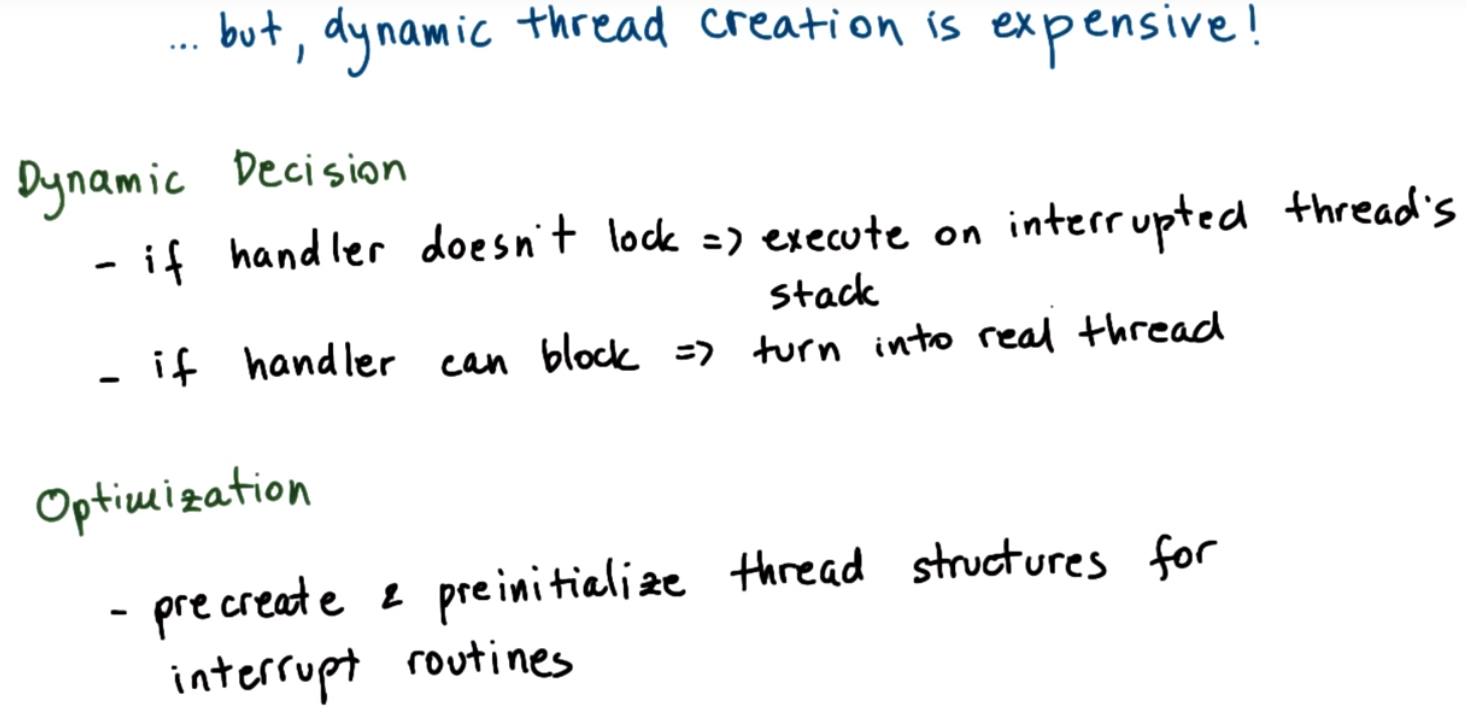 ... but, dynamic thread creation is expensive!
Dynamic Decision
- if handler doesn't lock => execute on interrupted thread's
stack
- if handler can block => turn into real thread
Optimization
- precreate & preinitialize thread structures for
interrupt routines